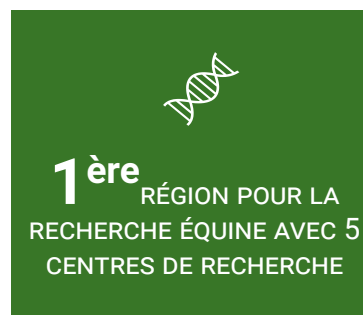 1ère RÉGION POUR LA
RECHERCHE ÉQUINE AVEC 5
CENTRES DE RECHERCHE